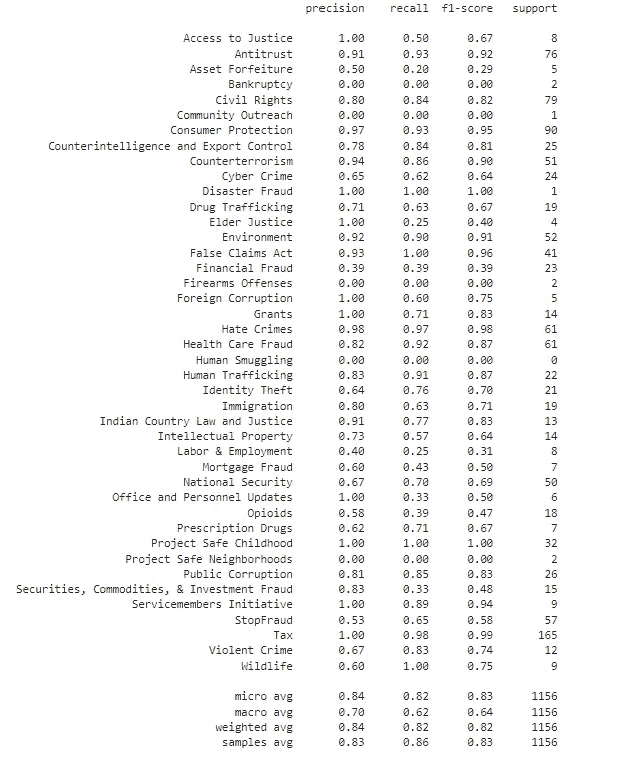 precision recall f1-score support
Access to Justice 1.00 0.50 0.67 8
Antitrust 0.91 0.93 0.92 76
Asset Forfeiture 0.50 0.20 0.29 5
Bankruptcy 0.00 0.00 0.00 2
Civil Rights 0.80 0.84 0.82 79
Community Outreach 0.00 0.00 0.00 1
Consumer Protection 0.97 0.93 0.95 90
Counterintelligence and Export Control 0.78 0.84 0.81 25
Counterterrorism 0.94 0.86 0.90 51
Cyber Crime 0.65 0.62 0.64 24
Disaster Fraud 1.00 1.00 1.00 1
Drug Trafficking 0.71 0.63 0.67 19
Elder Justice 1.00 0.25 0.40 4
Environment 0.92 0.90 0.91 52
False Claims Act 0.93 1.00 0.96 41
Financial Fraud 0.39 0.39 0.39 23
Firearms Offenses 0.00 0.00 0.00 2
Foreign Corruption 1.00 0.60 0.75 5
Grants 1.00 0.71 0.83 14
Hate Crimes 0.98 0.97 0.98 61
Health Care Fraud 0.82 0.92 0.87 61
Human Smuggling 0.00 0.00 0.00 0
Human Trafficking 0.83 0.91 0.87 22
Identity Theft 0.64 0.76 0.70 21
Immigration 0.80 0.63 0.71 19
Indian Country Law and Justice 0.91 0.77 0.83 13
Intellectual Property 0.73 0.57 0.64 14
Labor & Employment 0.40 0.25 0.31 8
Mortgage Fraud 0.60 0.43 0.50 7
National Security 0.67 0.70 0.69 50
Office and Personnel Updates 1.00 0.33 0.50 6
Opioids 0.58 0.39 0.47 18
Prescription Drugs 0.62 0.71 0.67 7
Project Safe Childhood 1.00 1.00 1.00 32
Project Safe Neighborhoods 0.00 0.00 0.00 2
Public Corruption 0.81 0.85 0.83 26
Securities, Commodities, & Investment Fraud 0.83 0.33 0.48 15
Servicemembers Initiative 1.00 0.89 0.94 9
StopFraud 0.53 0.65 0.58 57
Tax 1.00 0.98 0.99 165
Violent Crime 0.67 0.83 0.74 12
Wildlife 0.60 1.00 0.75 9
micro avg 0.84 0.82 0.83 1156
macro avg 0.70 0.62 0.64 1156
weighted avg 0.84 0.82 0.82 1156
samples avg 0.83 0.86 0.83 1156